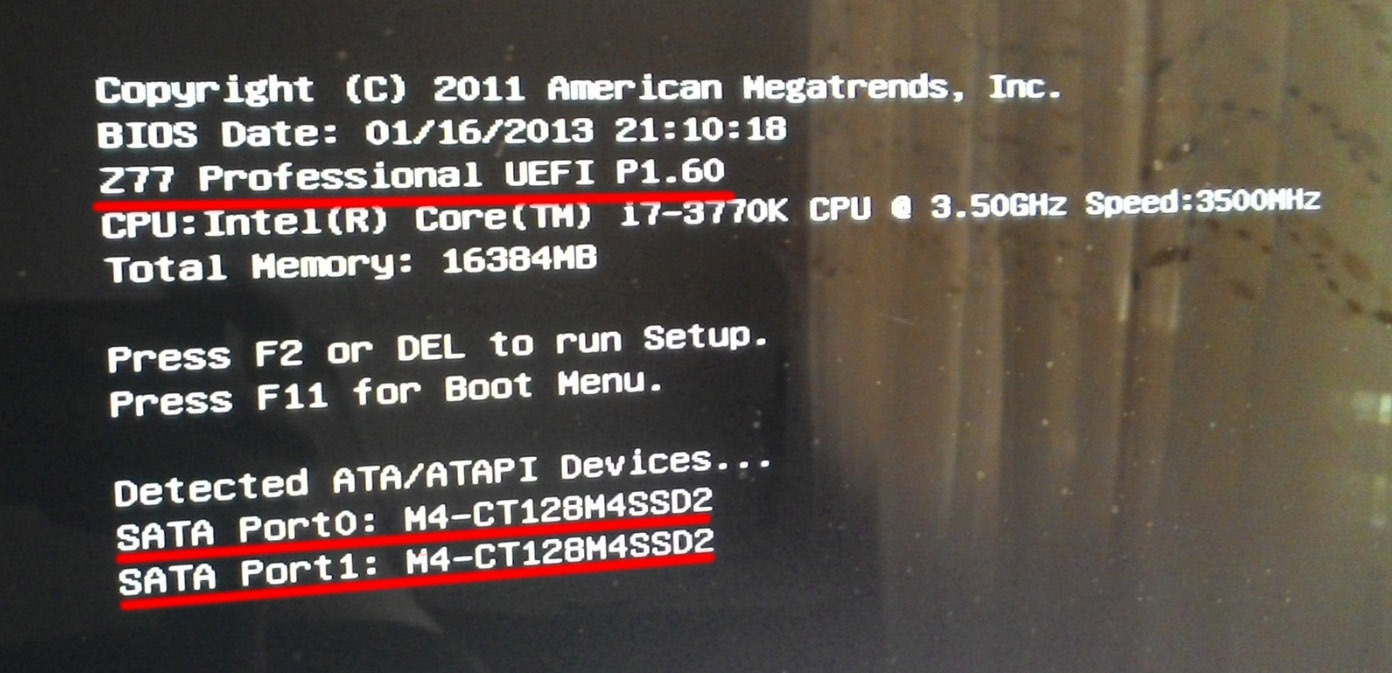 Copyright (C) 2011 American Megatrends, Inc.
BIOS Date: 01/16/2013 21:10:18
Z77 Professional UEFI P1.60
CPU:Intel(R) Core(TM) i7-3770K CPU @ 3.50GHz Speed:3500MHz
Total Memory: 16384MB
Press F2 or DEL to run Setup.
Press F11 for Boot Menu.
Detected ATA/ATAPI Devices...
SATA Port0: M4-CT128M4SSD2
SATA Port1: M4-CT128M4SSD2